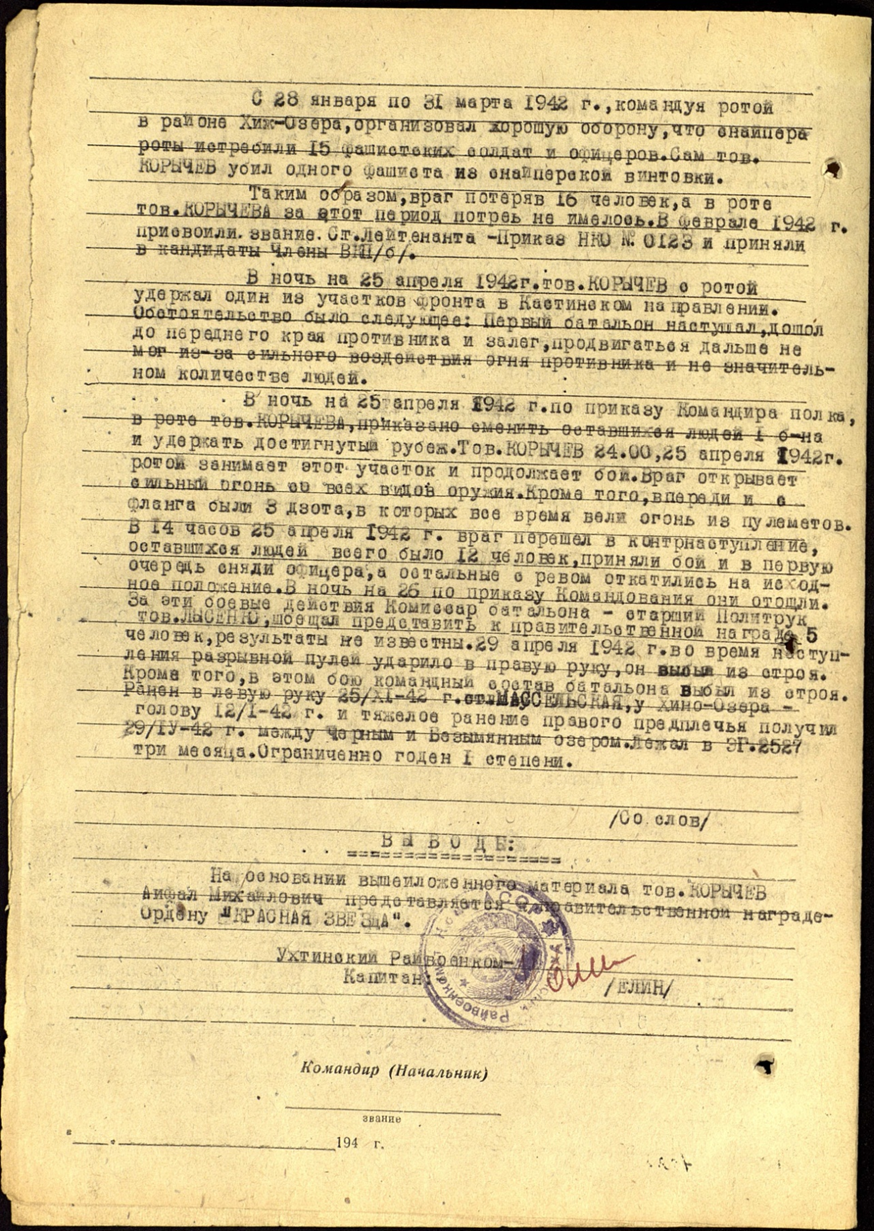 С 28 января по 31 марта 1942 г.,командуя ротой
в районе Хиж-Озера,организовал хорошую оборону,что снайпера
роты истребили 15 фашистских солдат и офицеров.Сам тов.
КОРЫЧЕВ убил одного фашиста из снайперской винтовки.
Таким образом,враг потеряв 16 человек,а в роте
тов.КОРЫЧЕВА за этот период потреь не имелось.В феврале 1942 г.
присвоили звание.Ст.Лейтенанта -Приказ НКО № 0123 и приняли
в кандидаты Члены ВКП/б/.
В ночь на 25 апреля 1942г.тов.КОРЫЧЕВ с ротой
удержал один из участков фронта в Кастинском направлении.
Обстоятельство было следующее: Первый батальон наступал,дошол
до переднего края противника и залег,продвигаться дальше не
мог из-за сильного воздействия огня противника и не значитель-
ном количестве людей.
В ночь на 25 апреля 1942 г.по приказу Командира полка,
в роте тов.КОРЫЧЕВА,приказано сменить оставшихся людей 1 б-на
и удержать достигнутый рубеж.Тов.КОРЫЧЕВ 24.00,25 апреля 1942г.
ротой занимает этот участок и продолжает бой.Враг открывает
сильный огонь со всех видов оружия.Кроме того,впереди и с
фланга были 3 дзота,в которых все время вели огонь из пулеметов.
В 14 часов 25 апреля 1942 г. враг перешел в контрнаступление,
оставшихся людей всего было 12 человек,приняли бой и в первую
очередь сняли офицера,а остальные с ревом откатились на исход-
ное положение.В ночь на 26 по приказу Командования они отошли.
За эти боевые действия Комиссар батальона - старший Политрук
тов.ЛЫСЕНКО, обещал представить к правительственной награде 5
человек,результаты не известны.29 апреля 1942 г.во время наступ-
ления разрывной пулей ударило в правую руку,он выбыл из строя.
Кроме того,в этом бою командный состав батальона выбыл из строя.
Ранен в левую руку 25/XI-42 г.ст.МАССЕЛЬСКАЯ,у Хино-Озера -
голову 12/I-42 г. и тяжелое ранение правого предплечья получил
29/IУ-42 г. между Черным и Безымянным озером.Лежал в ЭГ.2527
три месяца.Ограниченно годен I степени.
/Со слов/
ВЫВОДЫ:
На основании вышеиложенного материала тов.КОРЫЧЕВ
Аифал Михайлович представляется правительственной награде-
Ордену "КРАСНАЯ ЗВЕЗДА".
Ухтинский Райвоенком-
Капитан:
/ЕЛИН/
Командир (Начальник)
звание
194 г.